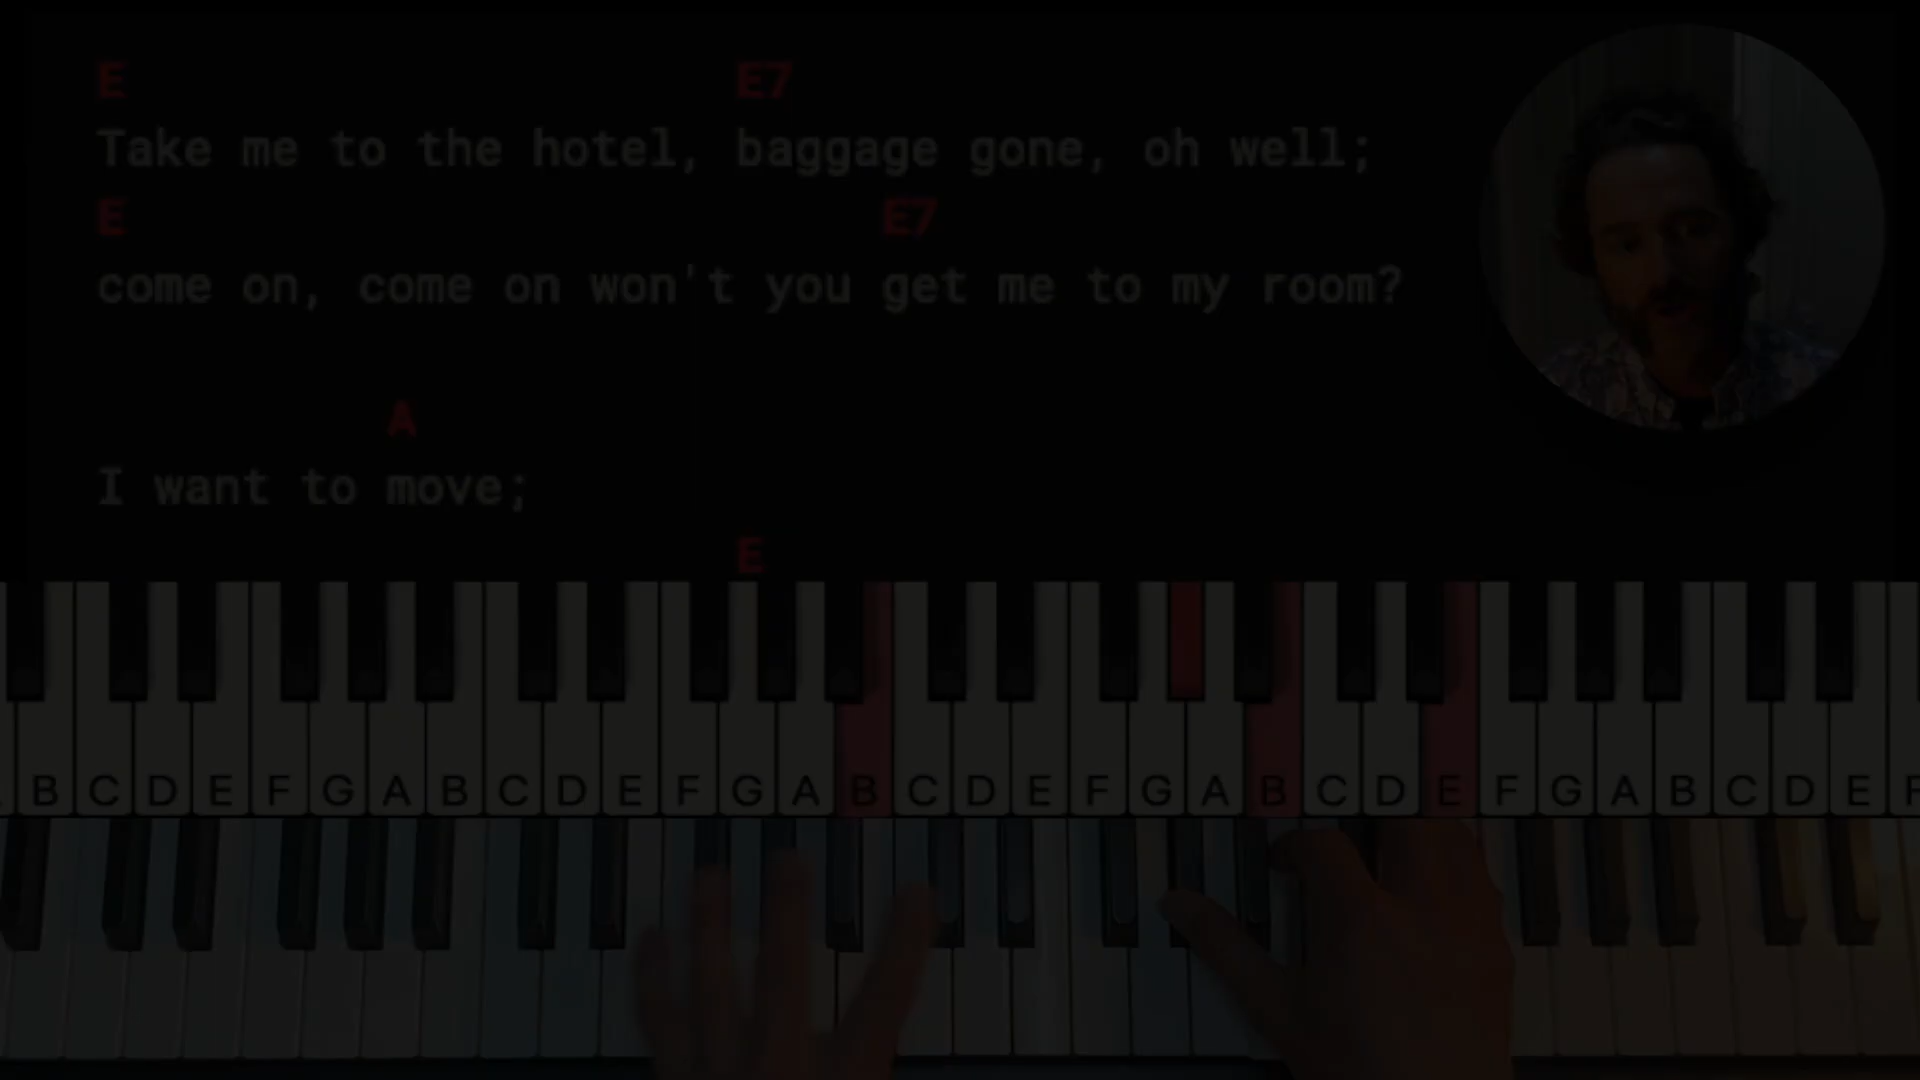 E E7
Take me to the hotel, baggage gone, oh well;
E E7
come on, come on won't you get me to my room?
A
I want to move;
E
B C D E F G A B C D E F G A B C D E F G A B C D E F G A B C D E F